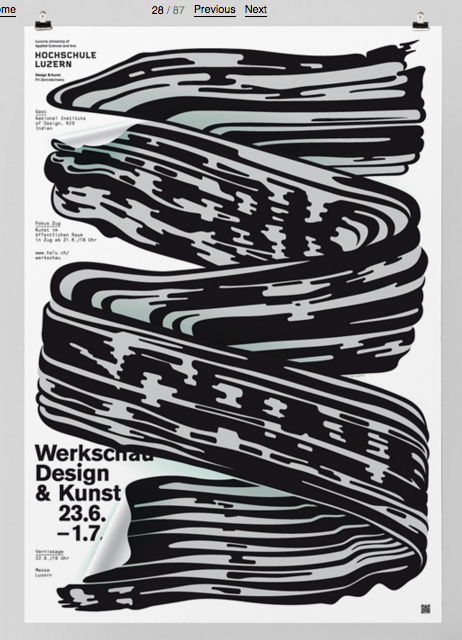 ome
28 / 87 Previous Next
Lucerne University of
Applied Sciences and Arts
HOCHSCHULE
LUZERN
Design & Kunst
FH Zentralschweiz
Gast
National Institute
of Design, NID
Indien
Fokus Zug
Kunst im
öffentlichen Raum
in Zug ab 21.6./18 Uhr
www.hslu.ch/
werkschau
Werkschau
Design
& Kunst
23.6.
–1.7.
Vernissage
22.6./18 Uhr
Messe
Luzern